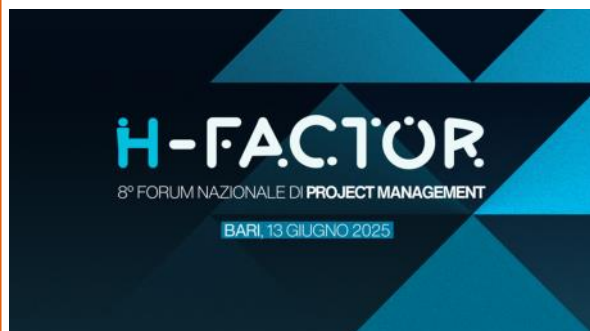 H-FACTOR
8° FORUM NAZIONALE DI PROJECT MANAGEMENT
BARI, 13 GIUGNO 2025